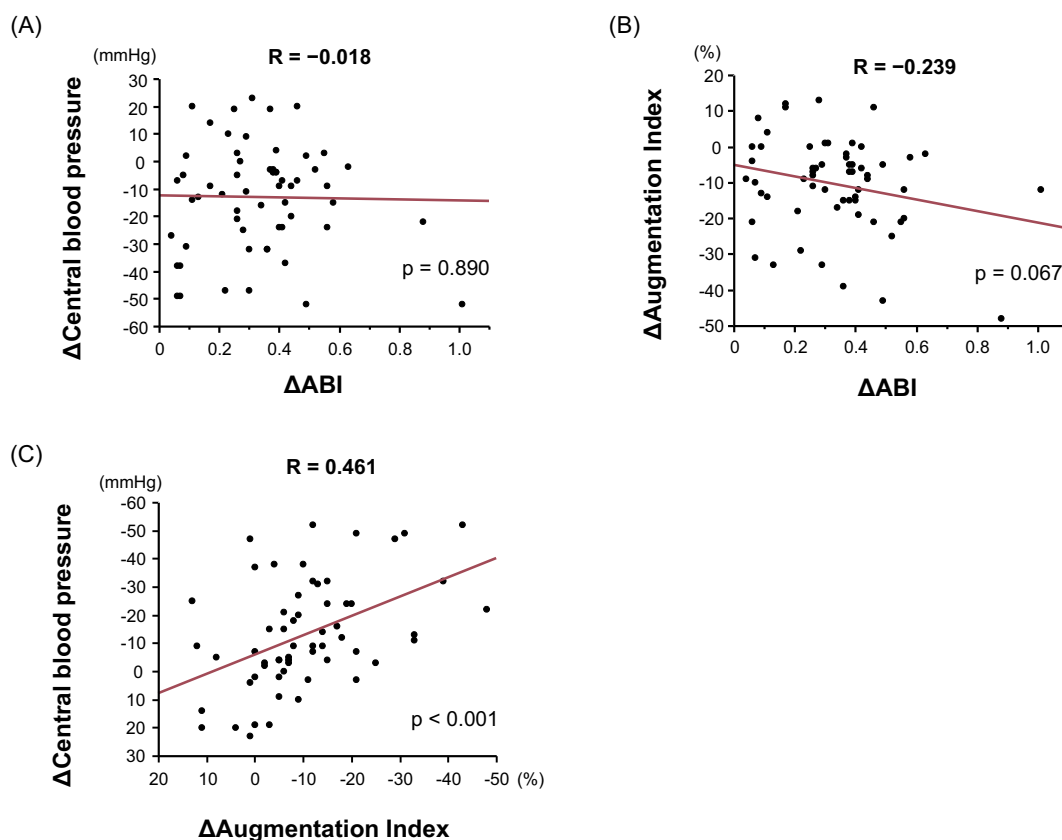 (A)
(mmHg)
R = −0.018
ΔCentral blood pressure
30
20
10
0
-10
-20
-30
-40
-50
-60
p = 0.890
0 0.2 0.4 0.6 0.8 1.0
ΔABI
(B)
(%)
R = −0.239
ΔAugmentation Index
20
10
0
-10
-20
-30
-40
-50
p = 0.067
0 0.2 0.4 0.6 0.8 1.0
ΔABI
(C)
R = 0.461
(mmHg)
ΔCentral blood pressure
-60
-50
-40
-30
-20
-10
0
10
20
30
p < 0.001
20 10 0 -10 -20 -30 -40 -50 (%)
ΔAugmentation Index